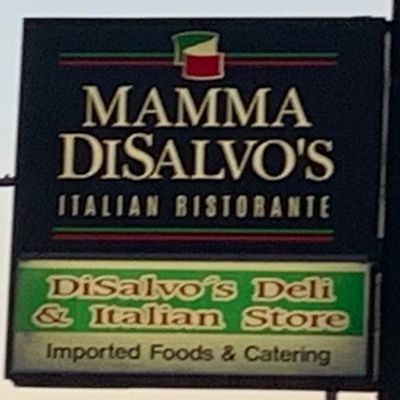 MAMMA
DISALVO'S
ITALIAN RISTORANTE
DiSalvo's Deli
& Italian Store
Imported Foods & Catering